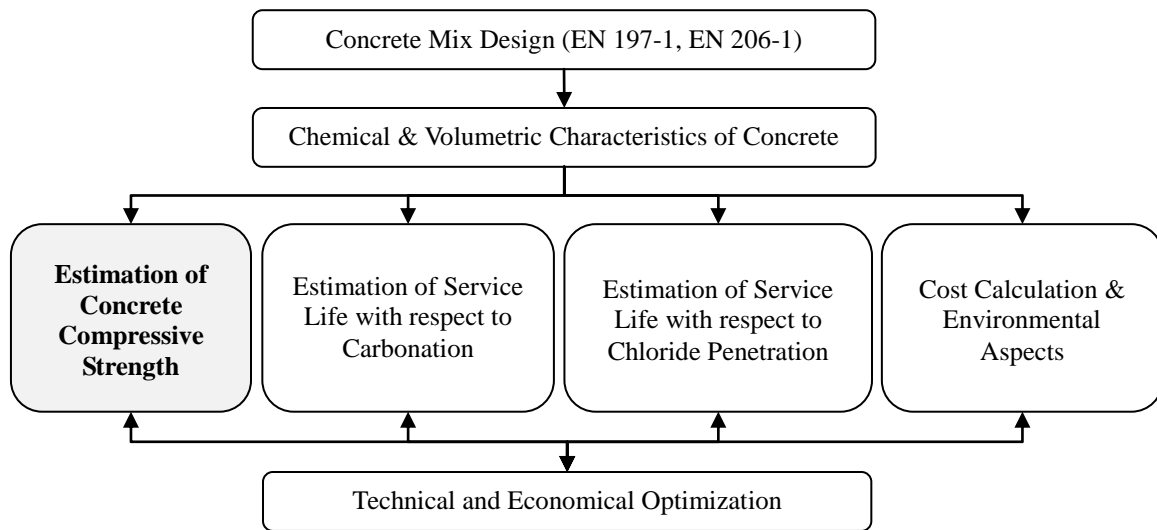 Concrete Mix Design (EN 197-1, EN 206-1)
Chemical & Volumetric Characteristics of Concrete
Estimation of
Concrete
Compressive
Strength
Estimation of Service
Life with respect to
Carbonation
Estimation of Service
Life with respect to
Chloride Penetration
Cost Calculation &
Environmental
Aspects
Technical and Economical Optimization